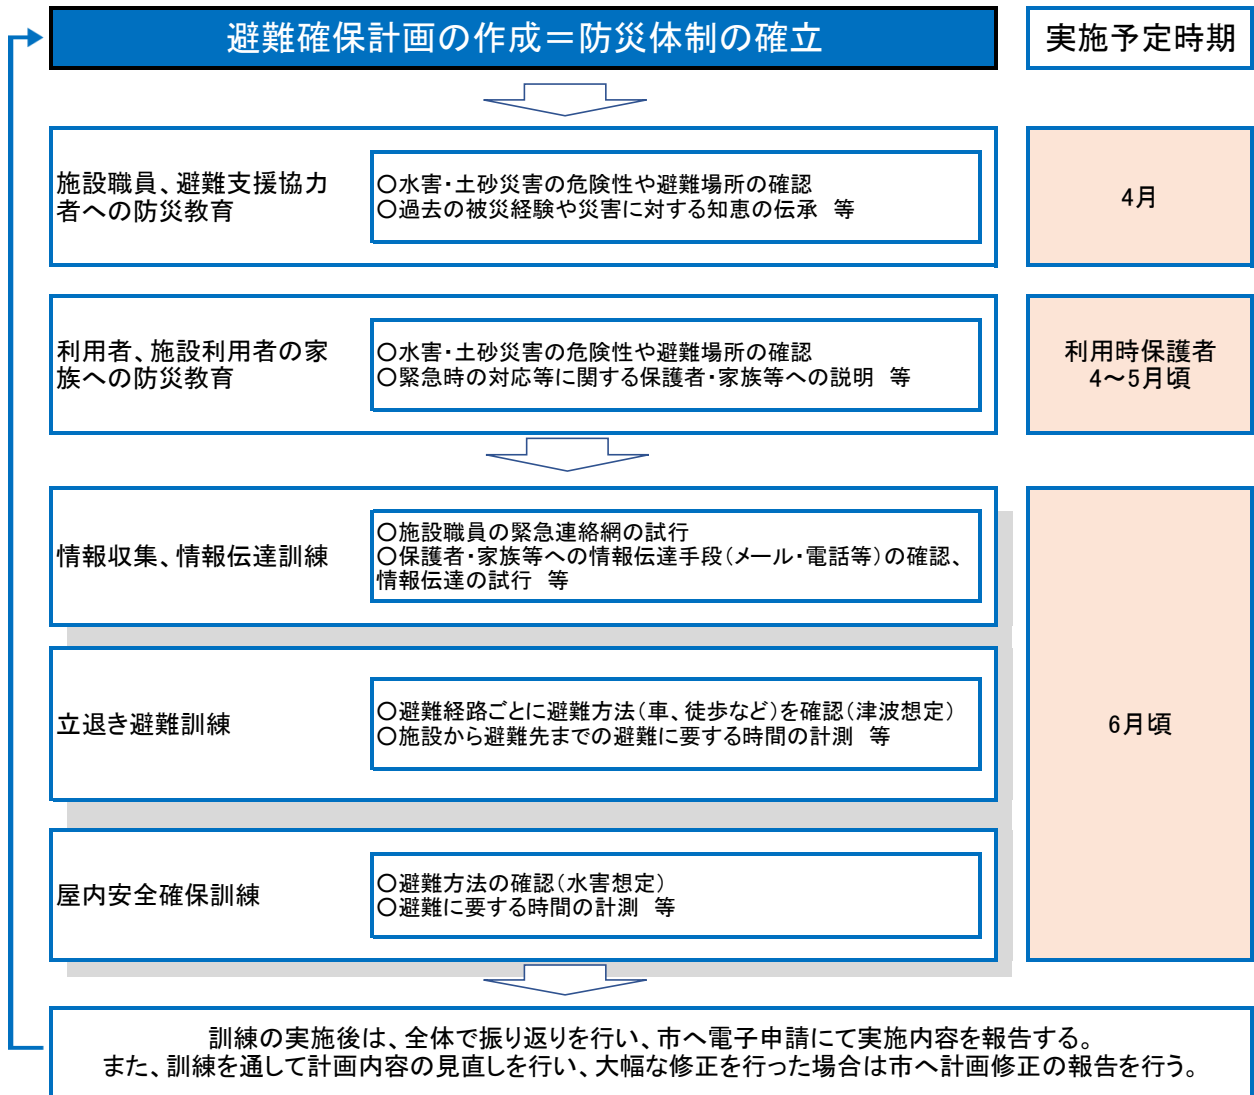 避難確保計画の作成＝防災体制の確立
実施予定時期
施設職員、避難支援協力
者への防災教育
〇水害・土砂災害の危険性や避難場所の確認
〇過去の被災経験や災害に対する知恵の伝承　等
4月
利用者、施設利用者の家
族への防災教育
〇水害・土砂災害の危険性や避難場所の確認
〇緊急時の対応等に関する保護者・家族等への説明　等
利用時保護者
4～5月頃
情報収集、情報伝達訓練
〇施設職員の緊急連絡網の試行
〇保護者・家族等への情報伝達手段（メール・電話等）の確認、
情報伝達の試行　等
立退き避難訓練
〇避難経路ごとに避難方法（車、徒歩など）を確認（津波想定）
〇施設から避難先までの避難に要する時間の計測　等
6月頃
屋内安全確保訓練
〇避難方法の確認（水害想定）
〇避難に要する時間の計測　等
訓練の実施後は、全体で振り返りを行い、市へ電子申請にて実施内容を報告する。
また、訓練を通して計画内容の見直しを行い、大幅な修正を行った場合は市へ計画修正の報告を行う。